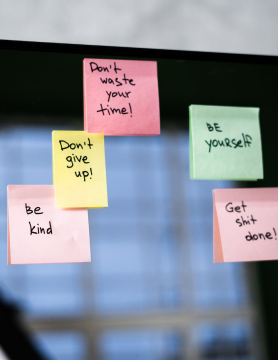 Don't
waste
your
time!
Don't
give
up!
BE
yourself
Be
kind
Get
shit
done!